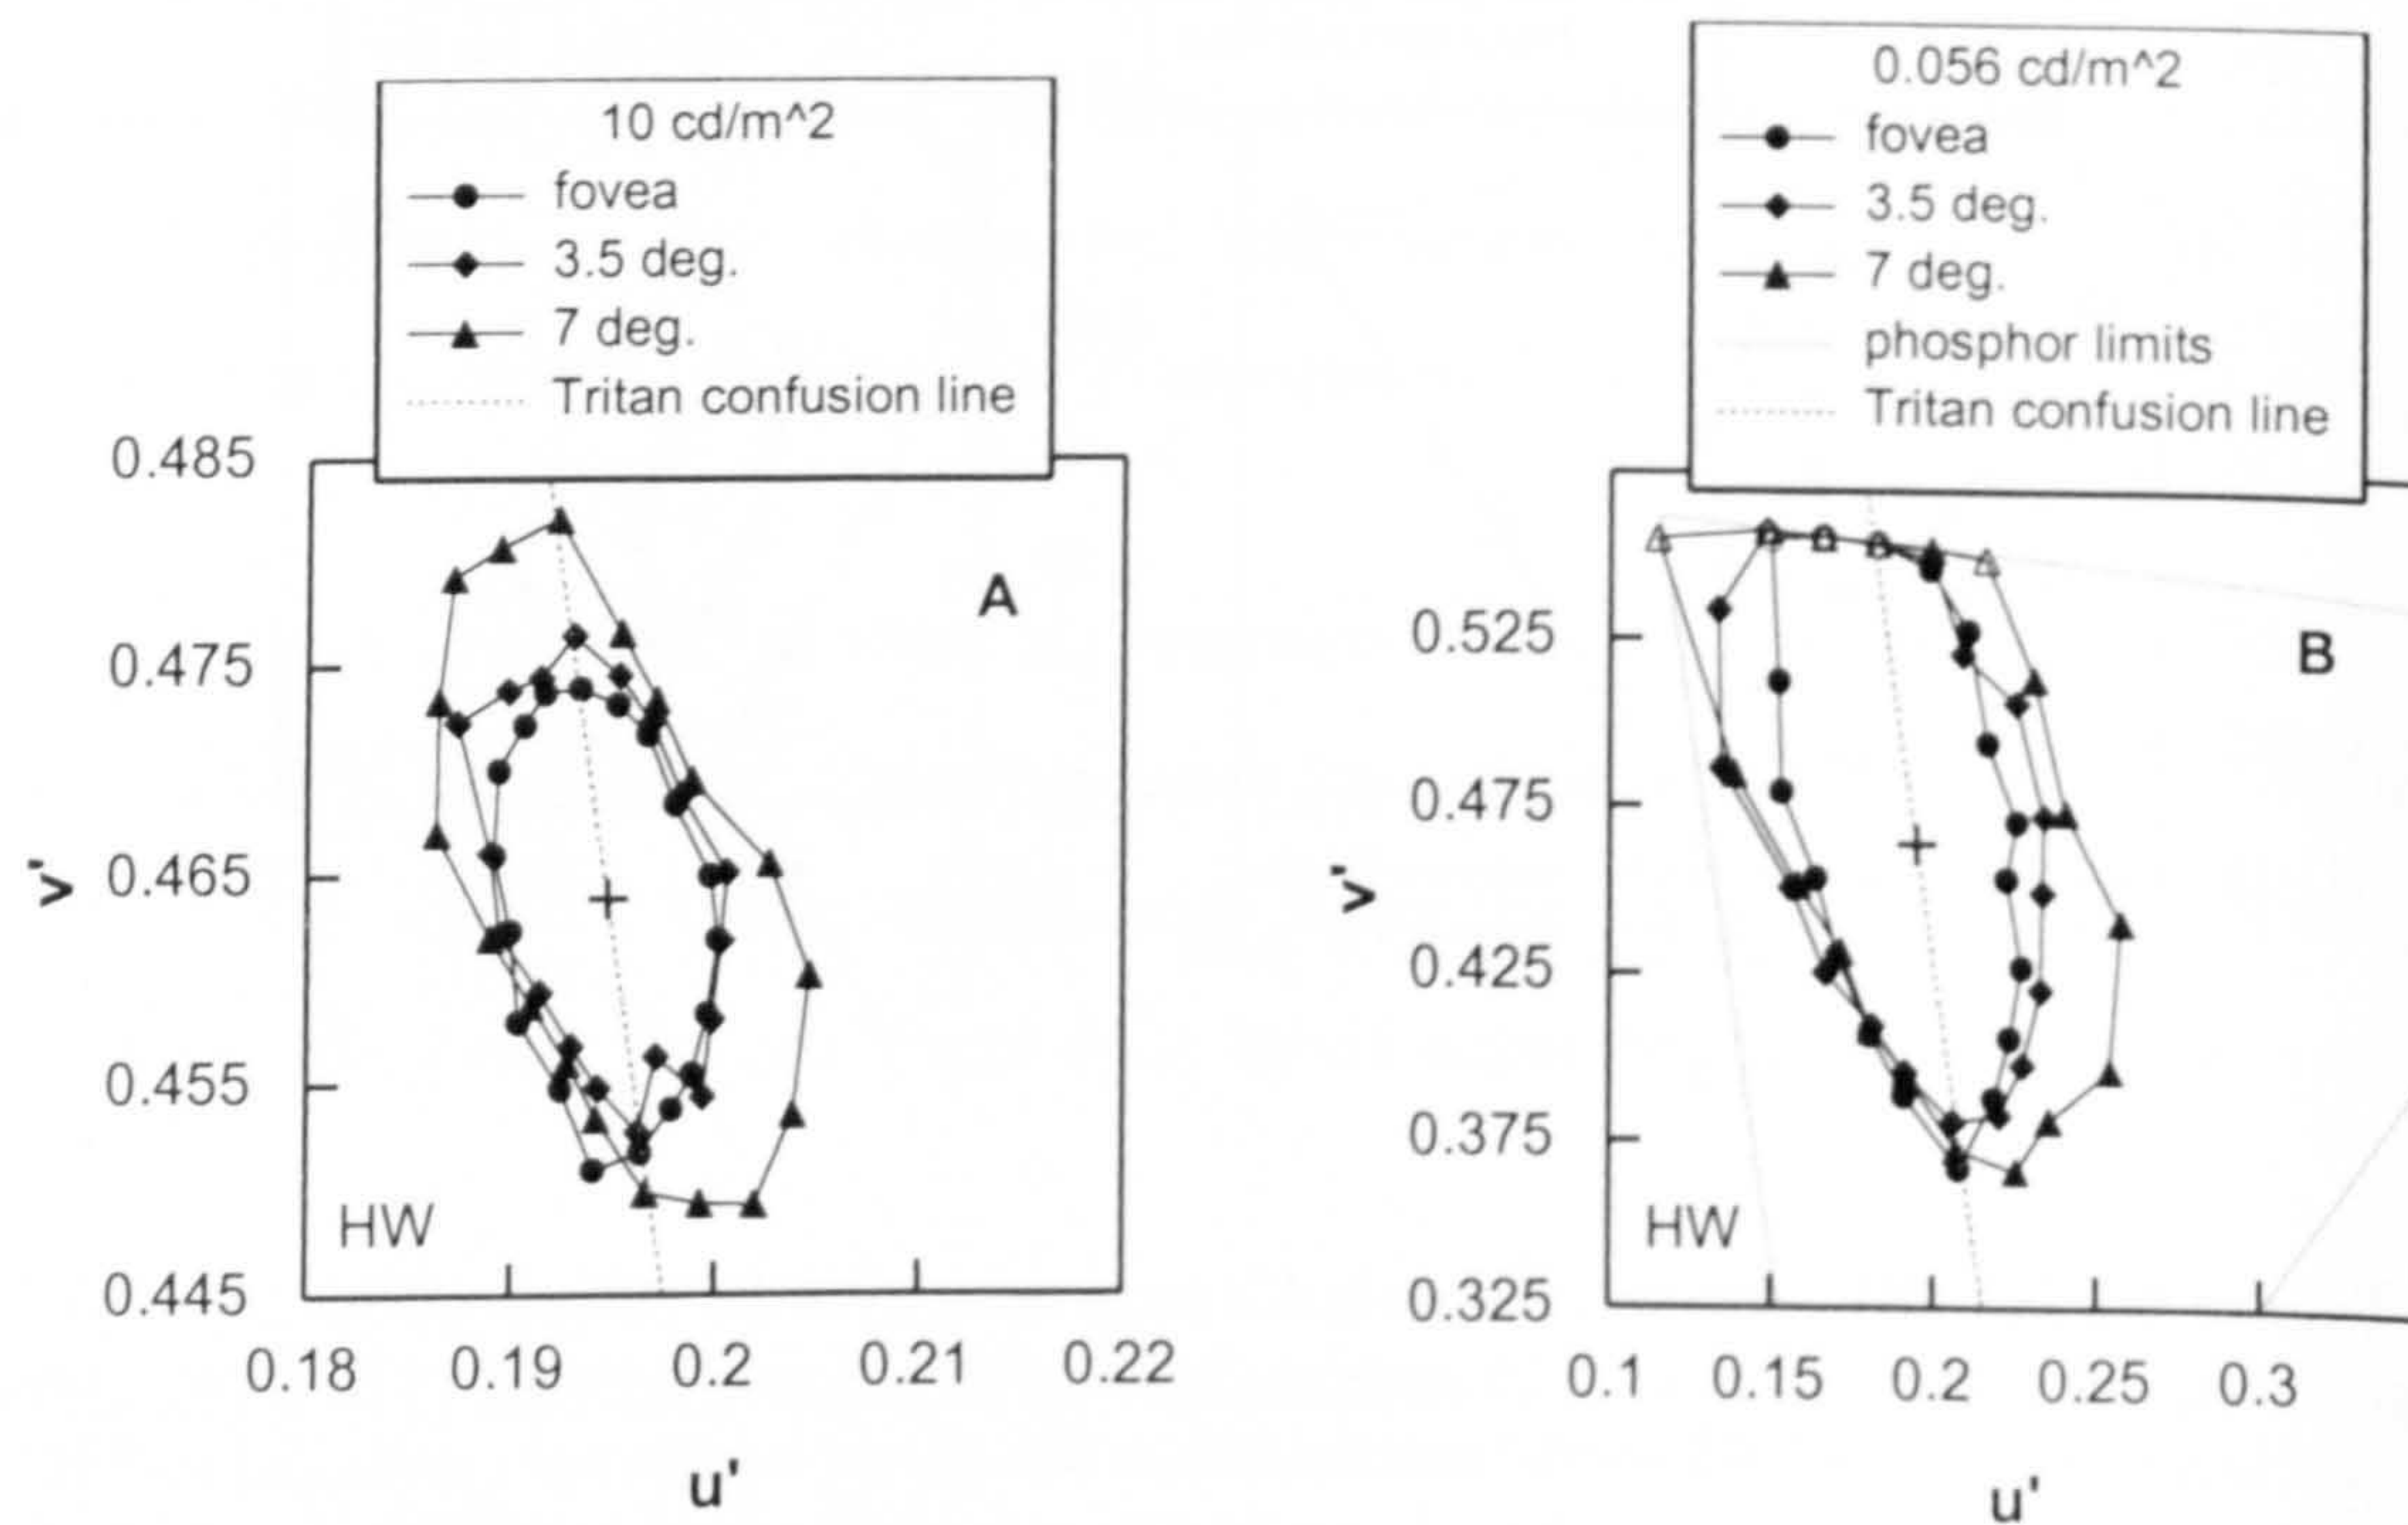 10 cd/m^2
fovea
3.5 deg.
7 deg.
Tritan confusion line
0.485
0.475
0.465
0.455
0.445
v'
A
HW
0.18 0.19 0.2 0.21 0.22
u'
0.056 cd/m^2
fovea
3.5 deg.
7 deg.
phosphor limits
Tritan confusion line
0.525
0.475
0.425
0.375
0.325
v'
B
HW
0.1 0.15 0.2 0.25 0.3
u'